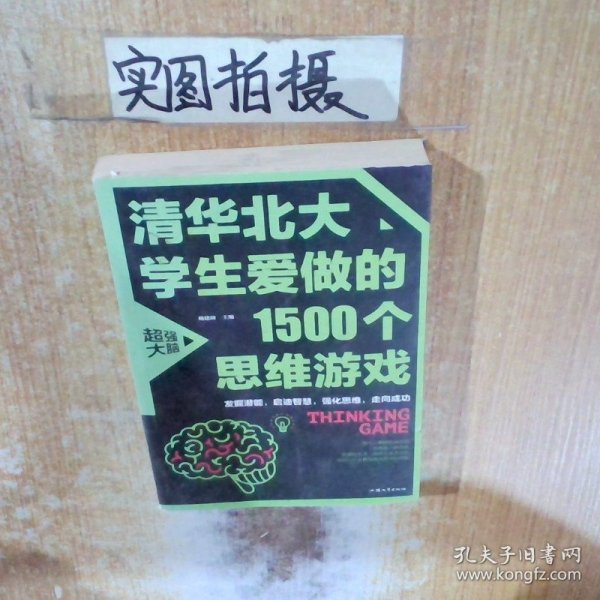 实图拍摄
清华北大
学生爱做的
1500个
思维游戏
超强
大脑
主编
发掘潜能，启迪智慧，强化思维，走向成功
THINKING
GAME
孔夫子旧书网
www.kongfz.com